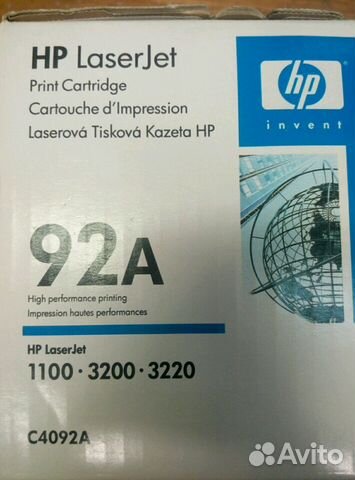 HP LaserJet
Print Cartridge
Cartouche d'Impression
Laserová Tisková Kazeta HP
hp
invent
92A
High performance printing
Impression hautes performances
HP LaserJet
1100 · 3200 · 3220
C4092A
Avito